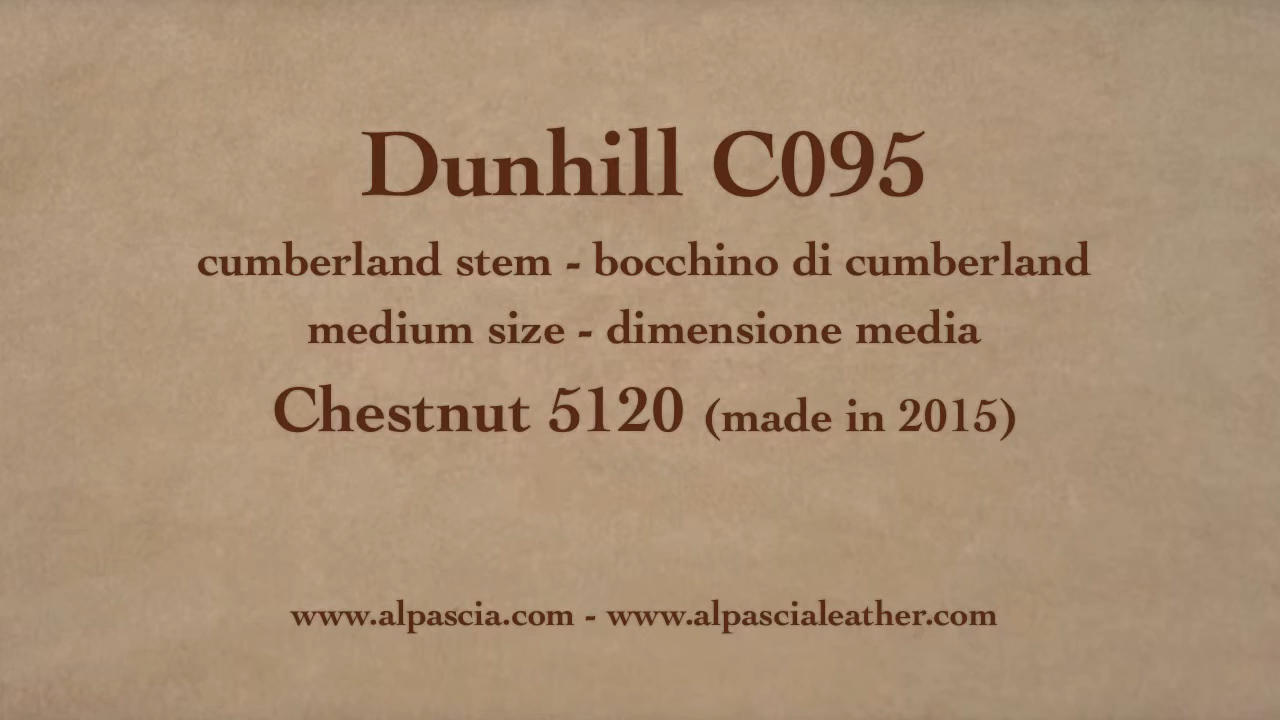 Dunhill C095
cumberland stem - bocchino di cumberland
medium size - dimensione media
Chestnut 5120 (made in 2015)
www.alpascia.com - www.alpascialeather.com